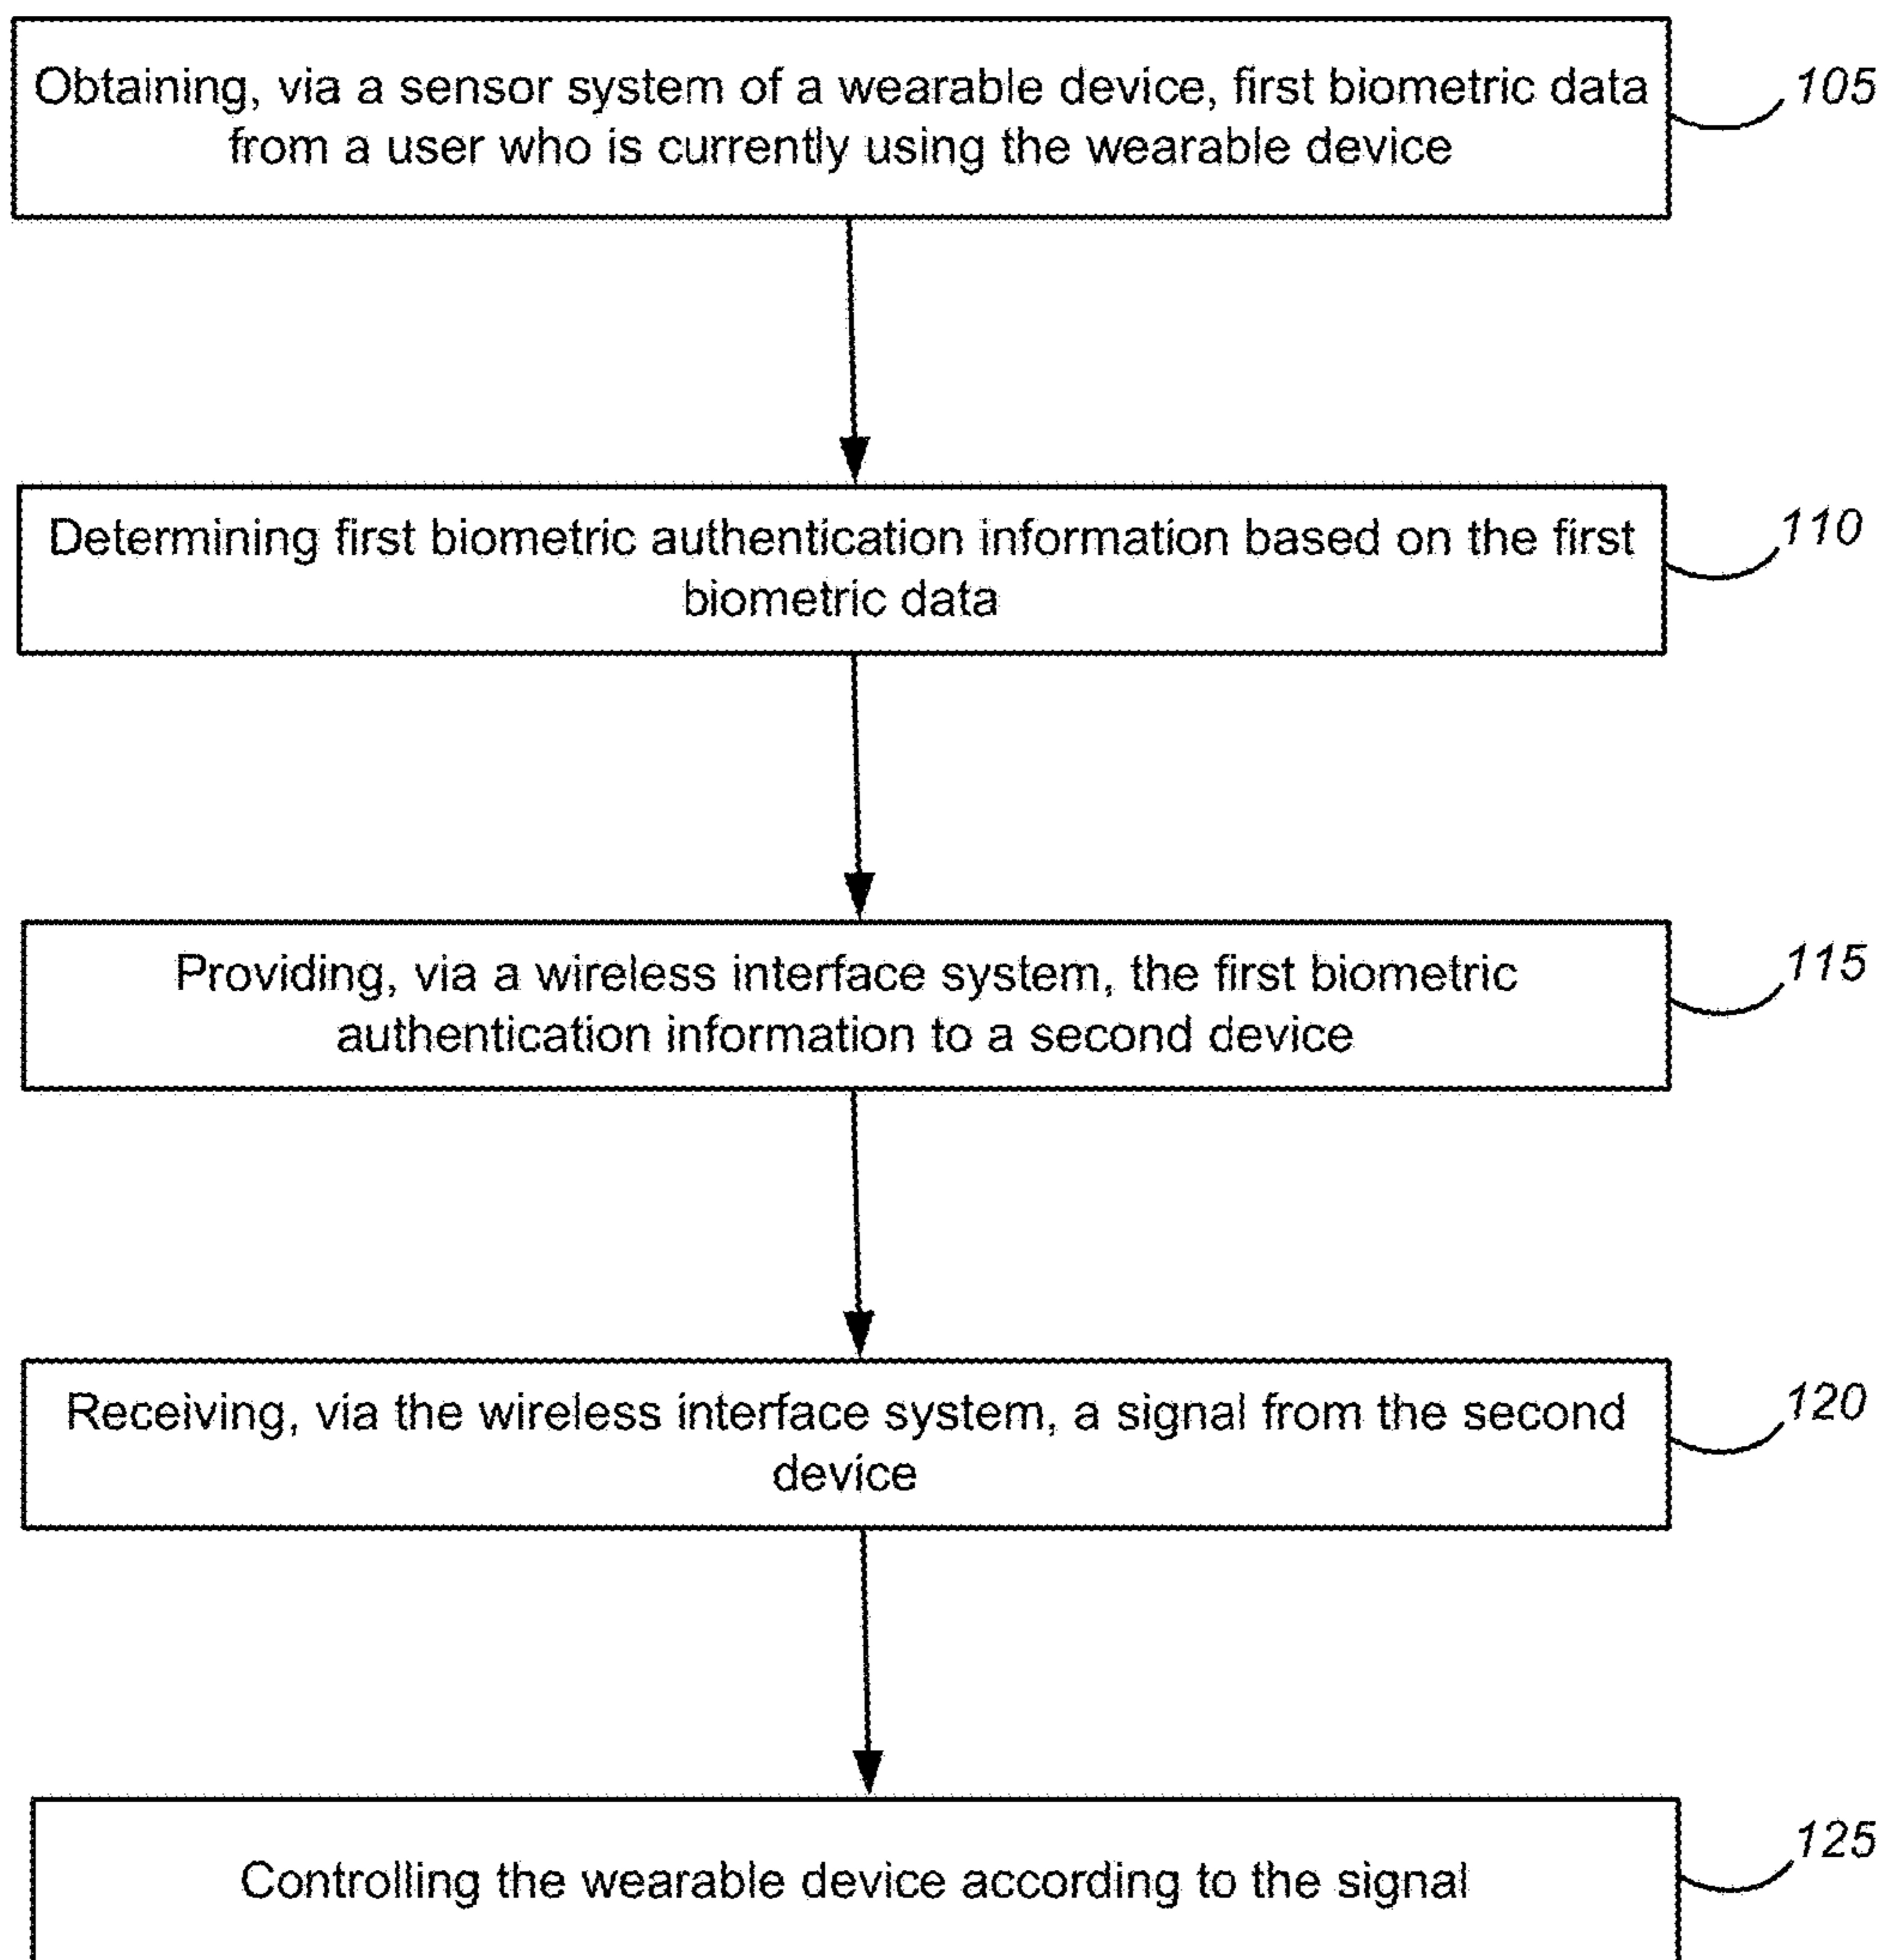 Obtaining, via a sensor system of a wearable device, first biometric data
from a user who is currently using the wearable device
105
Determining first biometric authentication information based on the first
biometric data
110
Providing, via a wireless interface system, the first biometric
authentication information to a second device
115
Receiving, via the wireless interface system, a signal from the second
device
120
Controlling the wearable device according to the signal
125